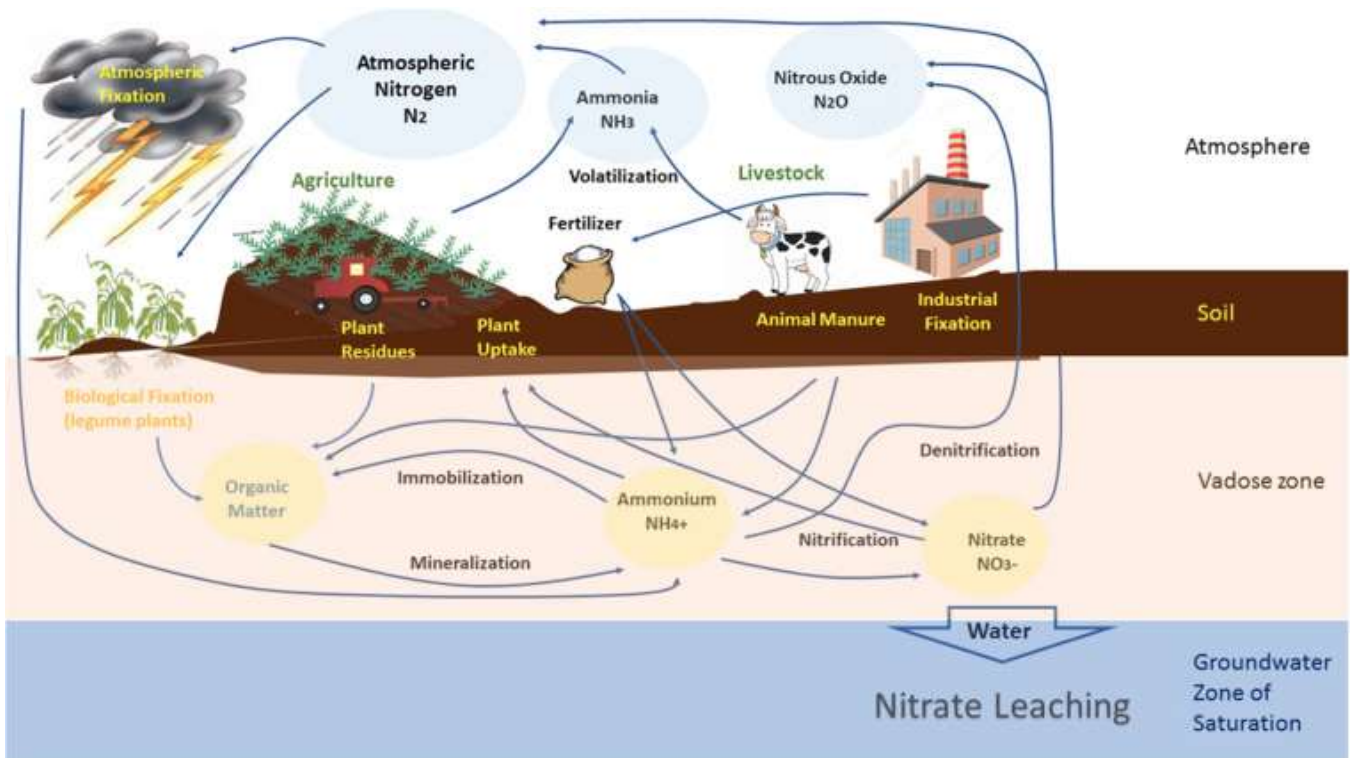 Atmospheric
Fixation
Atmospheric
Nitrogen
N2
Ammonia
NH3
Nitrous Oxide
N2O
Atmosphere
Agriculture
Volatilization
Livestock
Fertilizer
Plant
Residues
Plant
Uptake
Animal Manure
Industrial
Fixation
Soil
Biological Fixation
(legume plants)
Organic
Matter
Immobilization
Ammonium
NH4+
Denitrification
Vadose zone
Mineralization
Nitrification
Nitrate
NO3-
Water
Nitrate Leaching
Groundwater
Zone of
Saturation